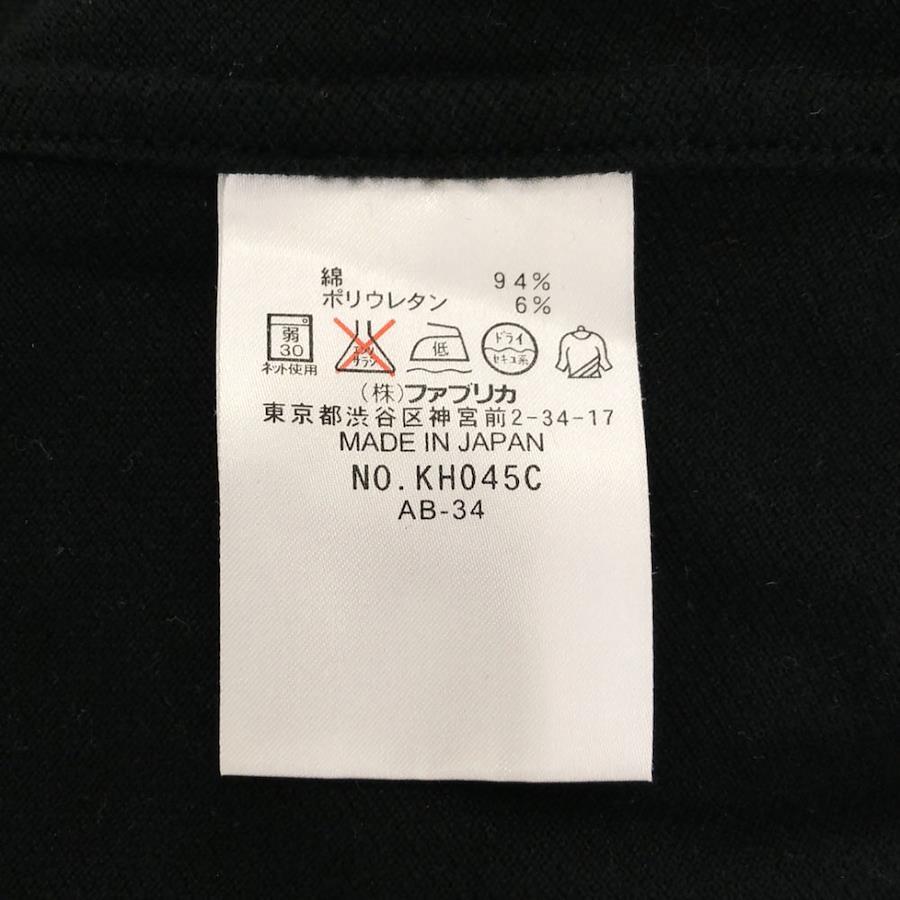 綿 94%
ポリウレタン 6%
弱
30
ネット使用
エンソ
サラシ
低
ドライ
セキユ系
(株)ファブリカ
東京都渋谷区神宮前2-34-17
MADE IN JAPAN
NO.KH045C
AB-34